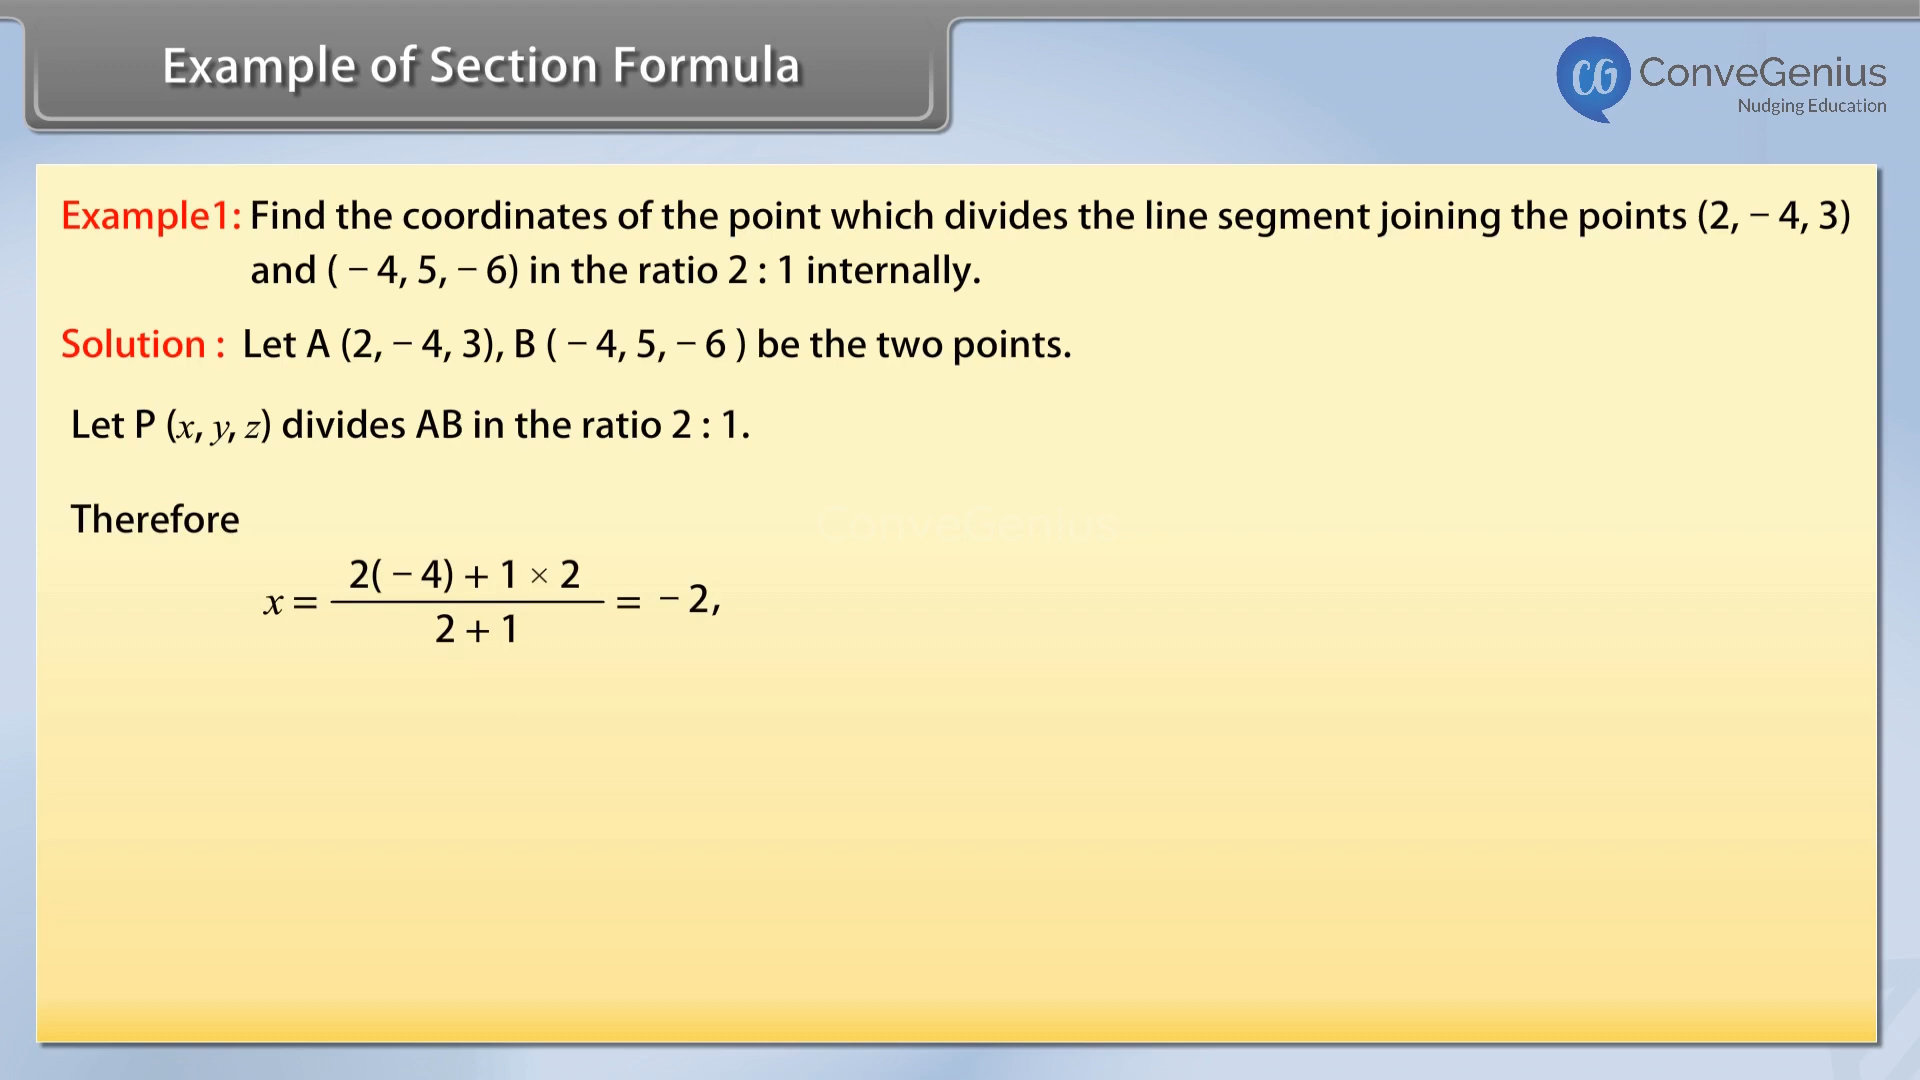 Example of Section Formula
CG ConveGenius
Nudging Education
Example1: Find the coordinates of the point which divides the line segment joining the points (2, − 4, 3)
and ( − 4, 5, − 6) in the ratio 2 : 1 internally.
Solution : Let A (2, − 4, 3), B ( − 4, 5, − 6 ) be the two points.
Let P (x, y, z) divides AB in the ratio 2 : 1.
Therefore
ConveGenius
2( − 4) + 1 × 2
x = = − 2,
2 + 1